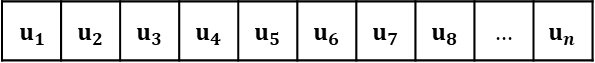 u₁ u₂ u₃ u₄ u₅ u₆ u₇ u₈ ... uₙ